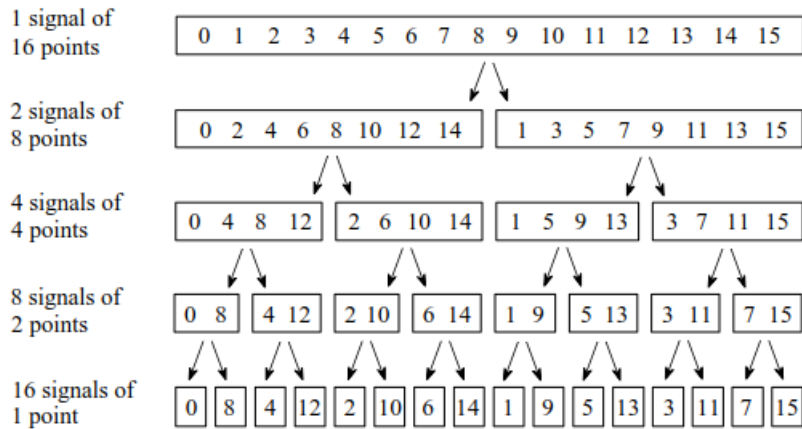 1 signal of
16 points
0 1 2 3 4 5 6 7 8 9 10 11 12 13 14 15
2 signals of
8 points
0 2 4 6 8 10 12 14 1 3 5 7 9 11 13 15
4 signals of
4 points
0 4 8 12 2 6 10 14 1 5 9 13 3 7 11 15
8 signals of
2 points
0 8 4 12 2 10 6 14 1 9 5 13 3 11 7 15
16 signals of
1 point
0 8 4 12 2 10 6 14 1 9 5 13 3 11 7 15